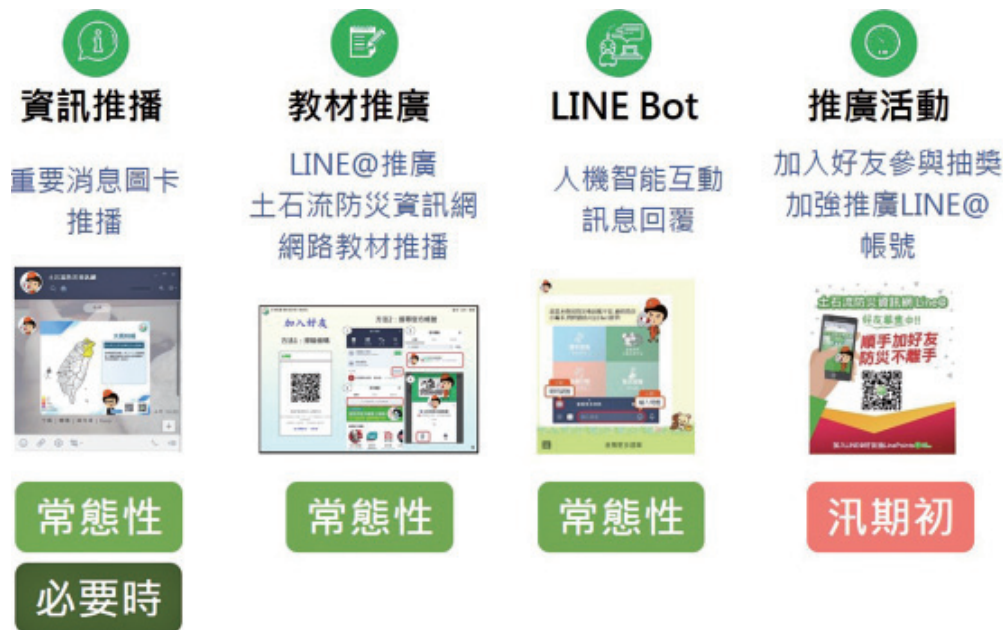 資訊推播
重要消息圖卡
推播
常態性
必要時
教材推廣
LINE@推廣
土石流防災資訊網
網路教材推播
加入好友
常態性
LINE Bot
人機智能互動
訊息回覆
常態性
推廣活動
加入好友參與抽獎
加強推廣LINE@
帳號
土石流防災資訊網 Line@
好友募集中!!
順手加好友
防災不離手
汛期初